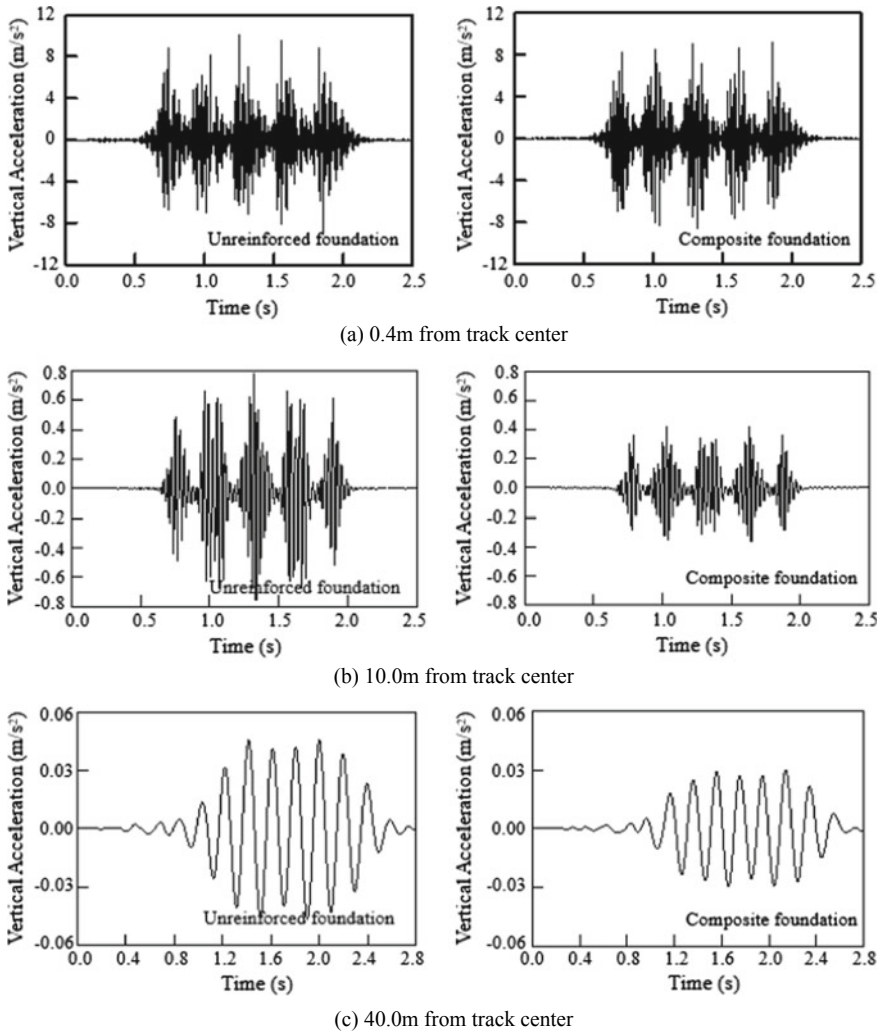 Vertical Acceleration (m/s²)
12
8
4
0
-4
-8
-12
Unreinforced foundation
0.0 0.5 1.0 1.5 2.0 2.5
Time (s)
Vertical Acceleration (m/s²)
12
8
4
0
-4
-8
-12
Composite foundation
0.0 0.5 1.0 1.5 2.0 2.5
Time (s)
(a) 0.4m from track center
Vertical Acceleration (m/s²)
0.8
0.6
0.4
0.2
0.0
-0.2
-0.4
-0.6
-0.8
Unreinforced foundation
0.0 0.5 1.0 1.5 2.0 2.5
Time (s)
Vertical Acceleration (m/s²)
0.8
0.6
0.4
0.2
0.0
-0.2
-0.4
-0.6
-0.8
Composite foundation
0.0 0.5 1.0 1.5 2.0 2.5
Time (s)
(b) 10.0m from track center
Vertical Acceleration (m/s²)
0.06
0.03
0.00
-0.03
-0.06
Unreinforced foundation
0.0 0.4 0.8 1.2 1.6 2.0 2.4 2.8
Time (s)
Vertical Acceleration (m/s²)
0.06
0.03
0.00
-0.03
-0.06
Composite foundation
0.0 0.4 0.8 1.2 1.6 2.0 2.4 2.8
Time (s)
(c) 40.0m from track center